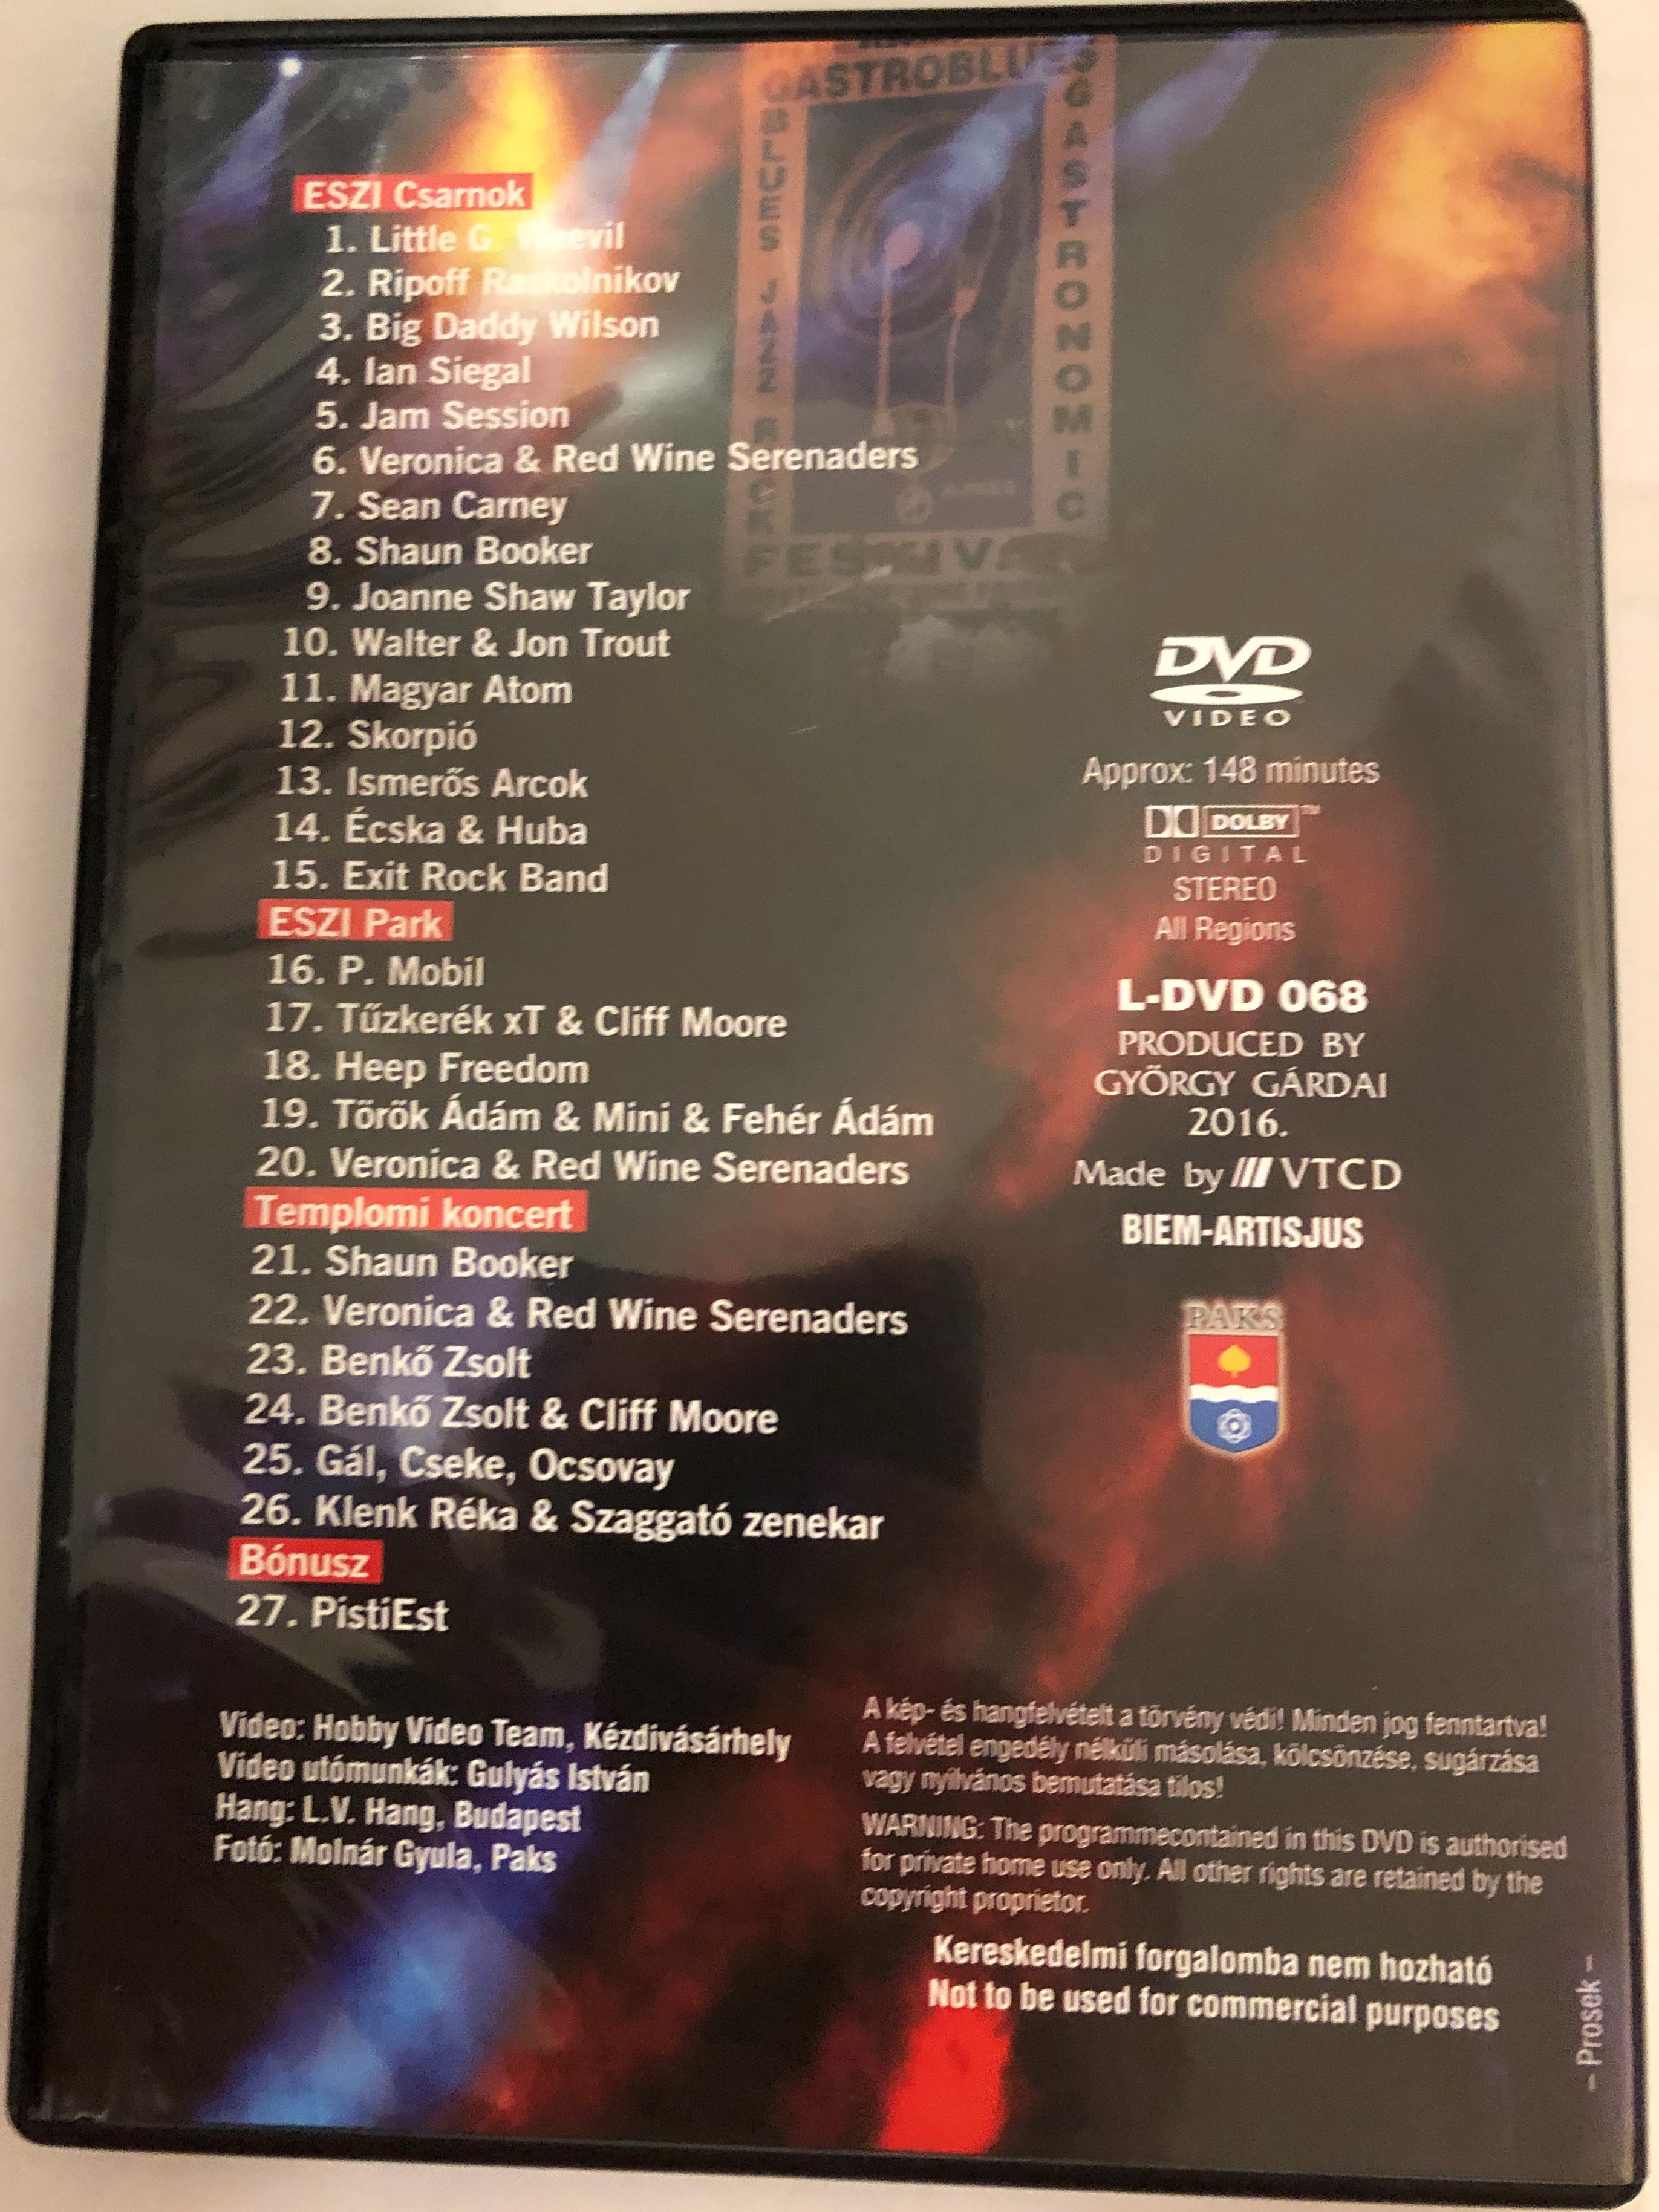 GASTROBLUES
BLUES JAZZ ROCK
GASTRONOMIC
ESZI Csarnok
1. Little G. Weevil
2. Ripoff Raskolnikov
3. Big Daddy Wilson
4. Ian Siegal
5. Jam Session
6. Veronica & Red Wine Serenaders
7. Sean Carney
8. Shaun Booker
9. Joanne Shaw Taylor
10. Walter & Jon Trout
11. Magyar Atom
12. Skorpió
13. Ismerős Arcok
14. Écska & Huba
15. Exit Rock Band
ESZI Park
16. P. Mobil
17. Tűzkerék xT & Cliff Moore
18. Heep Freedom
19. Török Ádám & Mini & Fehér Ádám
20. Veronica & Red Wine Serenaders
Templomi koncert
21. Shaun Booker
22. Veronica & Red Wine Serenaders
23. Benkő Zsolt
24. Benkő Zsolt & Cliff Moore
25. Gál, Cseke, Ocsovay
26. Klenk Réka & Szaggató zenekar
Bónusz
27. PistiEst
DVD
VIDEO
Approx: 148 minutes
DOLBY™
DIGITAL
STEREO
All Regions
L-DVD 068
PRODUCED BY
GYÖRGY GÁRDAI
2016.
Made by VTCD
BIEM-ARTISJUS
PAKS
Video: Hobby Video Team, Kézdivásárhely
Video utómunkák: Gulyás István
Hang: L.V. Hang, Budapest
Fotó: Molnár Gyula, Paks
A kép- és hangfelvételt a törvény védi! Minden jog fenntartva!
A felvétel engedély nélküli másolása, kölcsönzése, sugárzása
vagy nyilvános bemutatása tilos!
WARNING: The programmecontained in this DVD is authorised
for private home use only. All other rights are retained by the
copyright proprietor.
Kereskedelmi forgalomba nem hozható
Not to be used for commercial purposes
– Prosek –